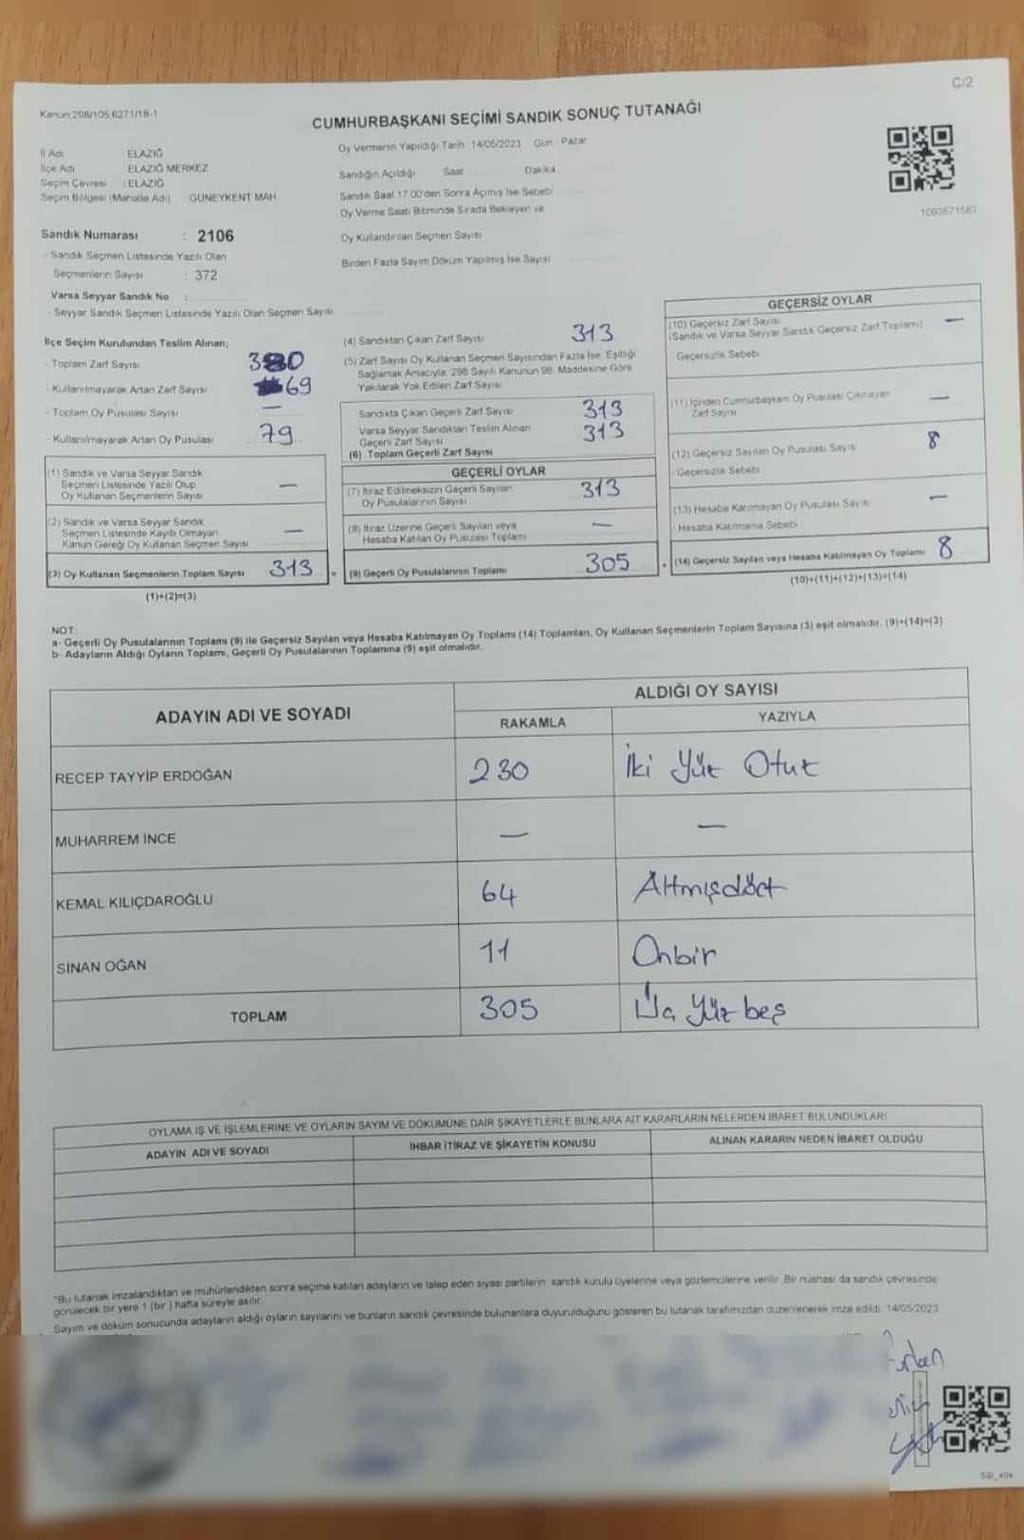 C/2
Kanun 298/105,6271/18-1
CUMHURBAŞKANI SEÇİMİ SANDIK SONUÇ TUTANAĞI
İl Adı ELAZIĞ
İlçe Adı ELAZIĞ MERKEZ
Seçim Çevresi : ELAZIĞ
Seçim Bölgesi (Mahalle Adı) GÜNEYKENT MAH
Sandık Numarası : 2106
- Sandık Seçmen Listesinde Yazılı Olan
Seçmenlerin Sayısı : 372
Varsa Seyyar Sandık No :
- Seyyar Sandık Seçmen Listesinde Yazılı Olan Seçmen Sayısı
Oy Vermenin Yapıldığı Tarih 14/05/2023 Gün Pazar
Sandığın Açıldığı Saat Dakika
Sandık Saat 17.00'den Sonra Açılmış İse Sebebi
Oy Verme Saati Bitiminde Sırada Bekleyen ve
Oy Kullandırılan Seçmen Sayısı
Birden Fazla Sayım Döküm Yapılmış İse Sayısı
1093571587
İlçe Seçim Kurulundan Teslim Alınan;
- Toplam Zarf Sayısı 380
- Kullanılmayarak Artan Zarf Sayısı 69
- Toplam Oy Pusulası Sayısı —
- Kullanılmayarak Artan Oy Pusulası 79
(1) Sandık ve Varsa Seyyar Sandık
Seçmen Listesinde Yazılı Olup
Oy Kullanan Seçmenlerin Sayısı —
(2) Sandık ve Varsa Seyyar Sandık
Seçmen Listesinde Kayıtlı Olmayan
Kanun Gereği Oy Kullanan Seçmen Sayısı —
(3) Oy Kullanan Seçmenlerin Toplam Sayısı 313
(1)+(2)=(3)
(4) Sandıktan Çıkan Zarf Sayısı 313
(5) Zarf Sayısı Oy Kullanan Seçmen Sayısından Fazla İse, Eşitliği
Sağlamak Amacıyla, 298 Sayılı Kanunun 98. Maddesine Göre
Yakılarak Yok Edilen Zarf Sayısı
Sandıkta Çıkan Geçerli Zarf Sayısı 313
Varsa Seyyar Sandıktan Teslim Alınan
Geçerli Zarf Sayısı 313
(6) Toplam Geçerli Zarf Sayısı
GEÇERLİ OYLAR
(7) İtiraz Edilmeksizin Geçerli Sayılan
Oy Pusulalarının Sayısı 313
(8) İtiraz Üzerine Geçerli Sayılan veya
Hesaba Katılan Oy Pusulası Toplamı —
(9) Geçerli Oy Pusulalarının Toplamı 305
GEÇERSİZ OYLAR
(10) Geçersiz Zarf Sayısı —
(Sandık ve Varsa Seyyar Sandık Geçersiz Zarf Toplamı)
Geçersizlik Sebebi
(11) İçinden Cumhurbaşkanı Oy Pusulası Çıkmayan
Zarf Sayısı —
(12) Geçersiz Sayılan Oy Pusulası Sayısı 8
Geçersizlik Sebebi
(13) Hesaba Katılmayan Oy Pusula Sayısı —
Hesaba Katılmama Sebebi
(14) Geçersiz Sayılan veya Hesaba Katılmayan Oy Toplamı 8
(10)+(11)+(12)+(13)=(14)
NOT:
a- Geçerli Oy Pusulalarının Toplamı (9) ile Geçersiz Sayılan veya Hesaba Katılmayan Oy Toplamı (14) Toplamları, Oy Kullanan Seçmenlerin Toplam Sayısına (3) eşit olmalıdır. (9)+(14)=(3)
b- Adayların Aldığı Oyların Toplamı, Geçerli Oy Pusulalarının Toplamına (9) eşit olmalıdır.
ADAYIN ADI VE SOYADI ALDIĞI OY SAYISI
RAKAMLA YAZIYLA
RECEP TAYYİP ERDOĞAN 230 İki Yüz Otuz
MUHARREM İNCE — —
KEMAL KILIÇDAROĞLU 64 Altmışdört
SİNAN OĞAN 11 Onbir
TOPLAM 305 Üç Yüz beş
OYLAMA İŞ VE İŞLEMLERİNE VE OYLARIN SAYIM VE DÖKÜMÜNE DAİR ŞİKAYETLERLE BUNLARA AİT KARARLARIN NELERDEN İBARET BULUNDUKLARI
ADAYIN ADI VE SOYADI İHBAR İTİRAZ VE ŞİKAYETİN KONUSU ALINAN KARARIN NEDEN İBARET OLDUĞU
*Bu tutanak imzalandıktan ve mühürlendikten sonra seçime katılan adayların ve talep eden siyasi partilerin sandık kurulu üyelerine veya gözlemcilerine verilir. Bir nüshası da sandık çevresinde
görülecek bir yere 1 (bir) hafta süreyle asılır.
Sayım ve döküm sonucunda adayların aldığı oyların sayılarını ve bunların sandık çevresinde bulunanlara duyurulduğunu gösteren bu tutanak tarafımızdan düzenlenerek imza edildi. 14/05/2023